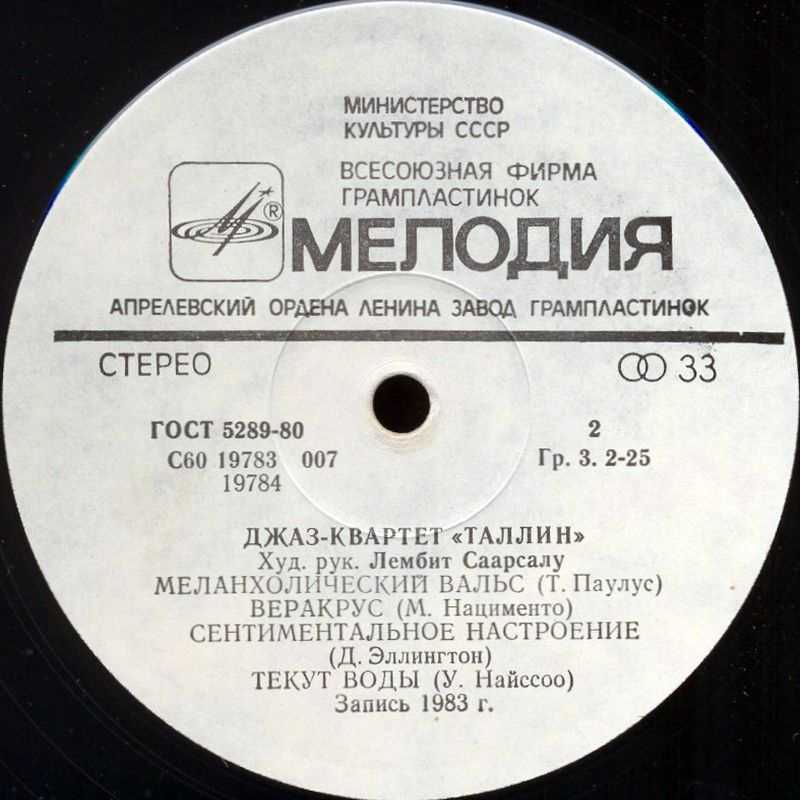 МИНИСТЕРСТВО
КУЛЬТУРЫ СССР
ВСЕСОЮЗНАЯ ФИРМА
ГРАМПЛАСТИНОК
®
МЕЛОДИЯ
АПРЕЛЕВСКИЙ ОРДЕНА ЛЕНИНА ЗАВОД ГРАМПЛАСТИНОК
СТЕРЕО 33
ГОСТ 5289-80 2
С60 19783 007 Гр. 3. 2-25
19784
ДЖАЗ-КВАРТЕТ «ТАЛЛИН»
Худ. рук. Лембит Саарсалу
МЕЛАНХОЛИЧЕСКИЙ ВАЛЬС (Т. Паулус)
ВЕРАКРУС (М. Нацименто)
СЕНТИМЕНТАЛЬНОЕ НАСТРОЕНИЕ
(Д. Эллингтон)
ТЕКУТ ВОДЫ (У. Найссоо)
Запись 1983 г.